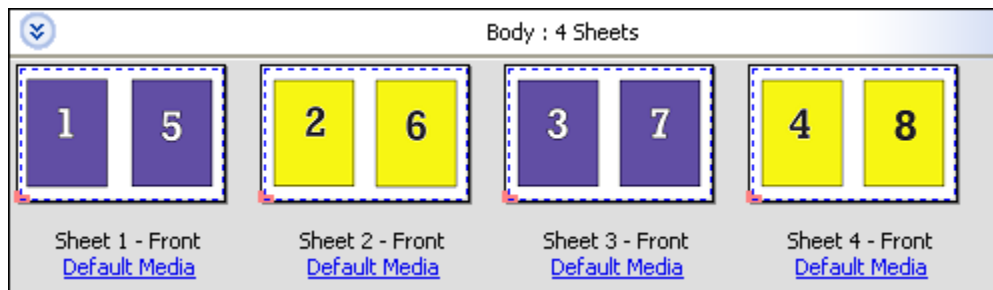 Body : 4 Sheets
1 5 2 6 3 7 4 8
Sheet 1 - Front Sheet 2 - Front Sheet 3 - Front Sheet 4 - Front
Default Media Default Media Default Media Default Media